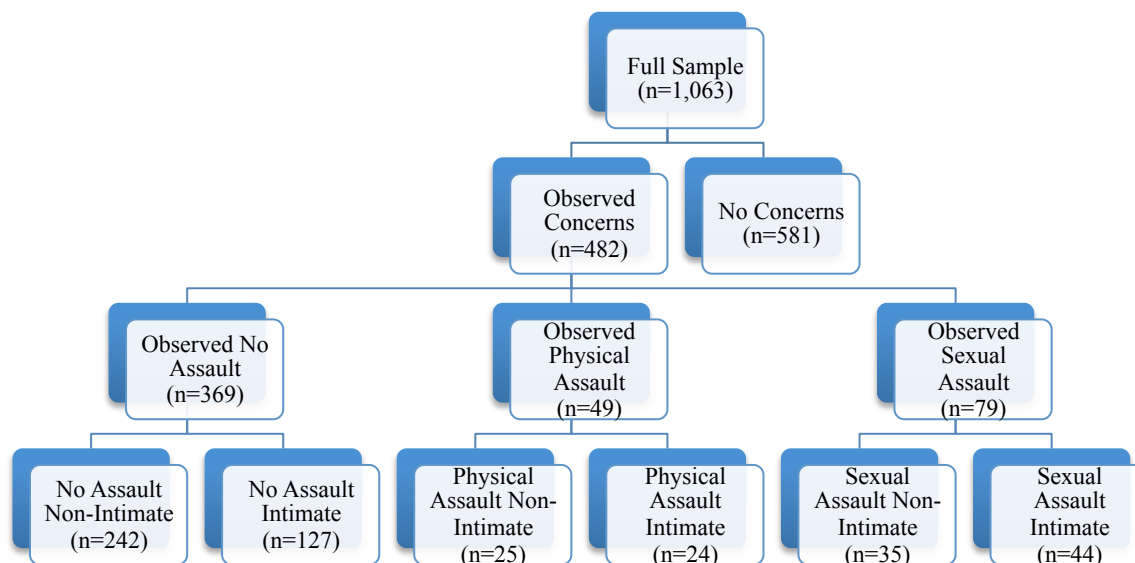 Full Sample
(n=1,063)
Observed
Concerns
(n=482)
No Concerns
(n=581)
Observed No
Assault
(n=369)
Observed
Physical
Assault
(n=49)
Observed
Sexual
Assault
(n=79)
No Assault
Non-Intimate
(n=242)
No Assault
Intimate
(n=127)
Physical
Assault Non-
Intimate
(n=25)
Physical
Assault
Intimate
(n=24)
Sexual
Assault Non-
Intimate
(n=35)
Sexual
Assault
Intimate
(n=44)